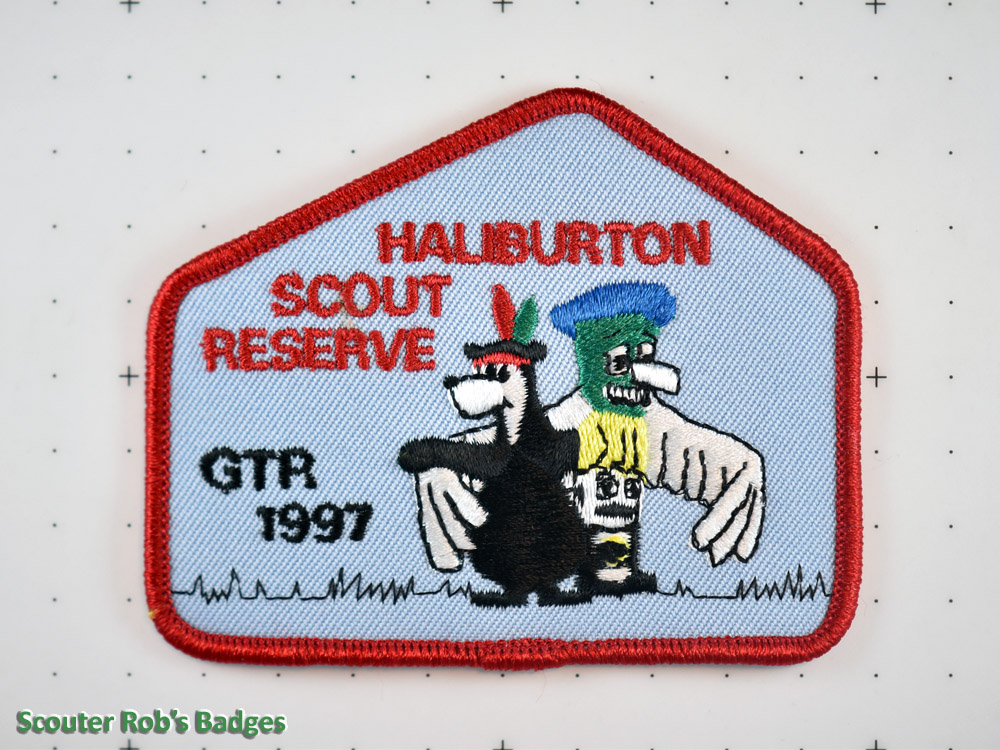 HALIBURTON
SCOUT
RESERVE
GTR
1997
Scouter Rob's Badges